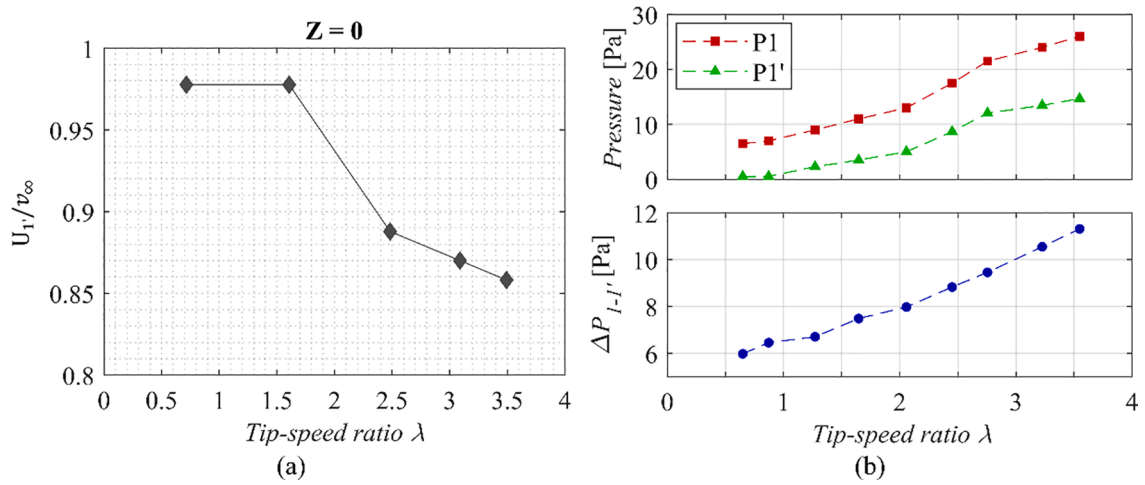 Z = 0
1
0.95
0.9
0.85
0.8
U1'/v∞
0 0.5 1 1.5 2 2.5 3 3.5 4
Tip-speed ratio λ
(a)
30
20
10
0
Pressure [Pa]
P1
P1'
12
10
8
6
ΔP 1-1' [Pa]
0 1 2 3 4
Tip-speed ratio λ
(b)